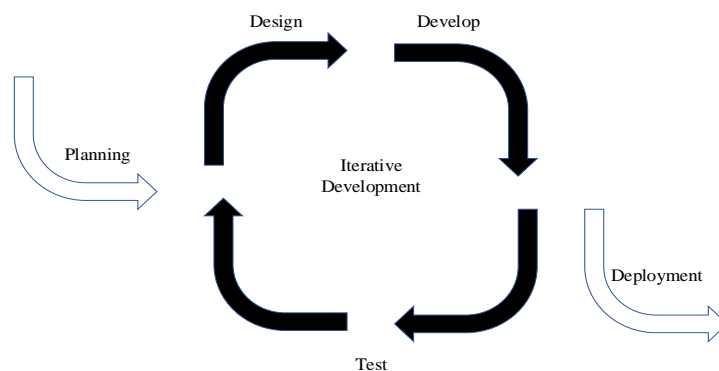 Design
Develop
Planning
Iterative
Development
Deployment
Test